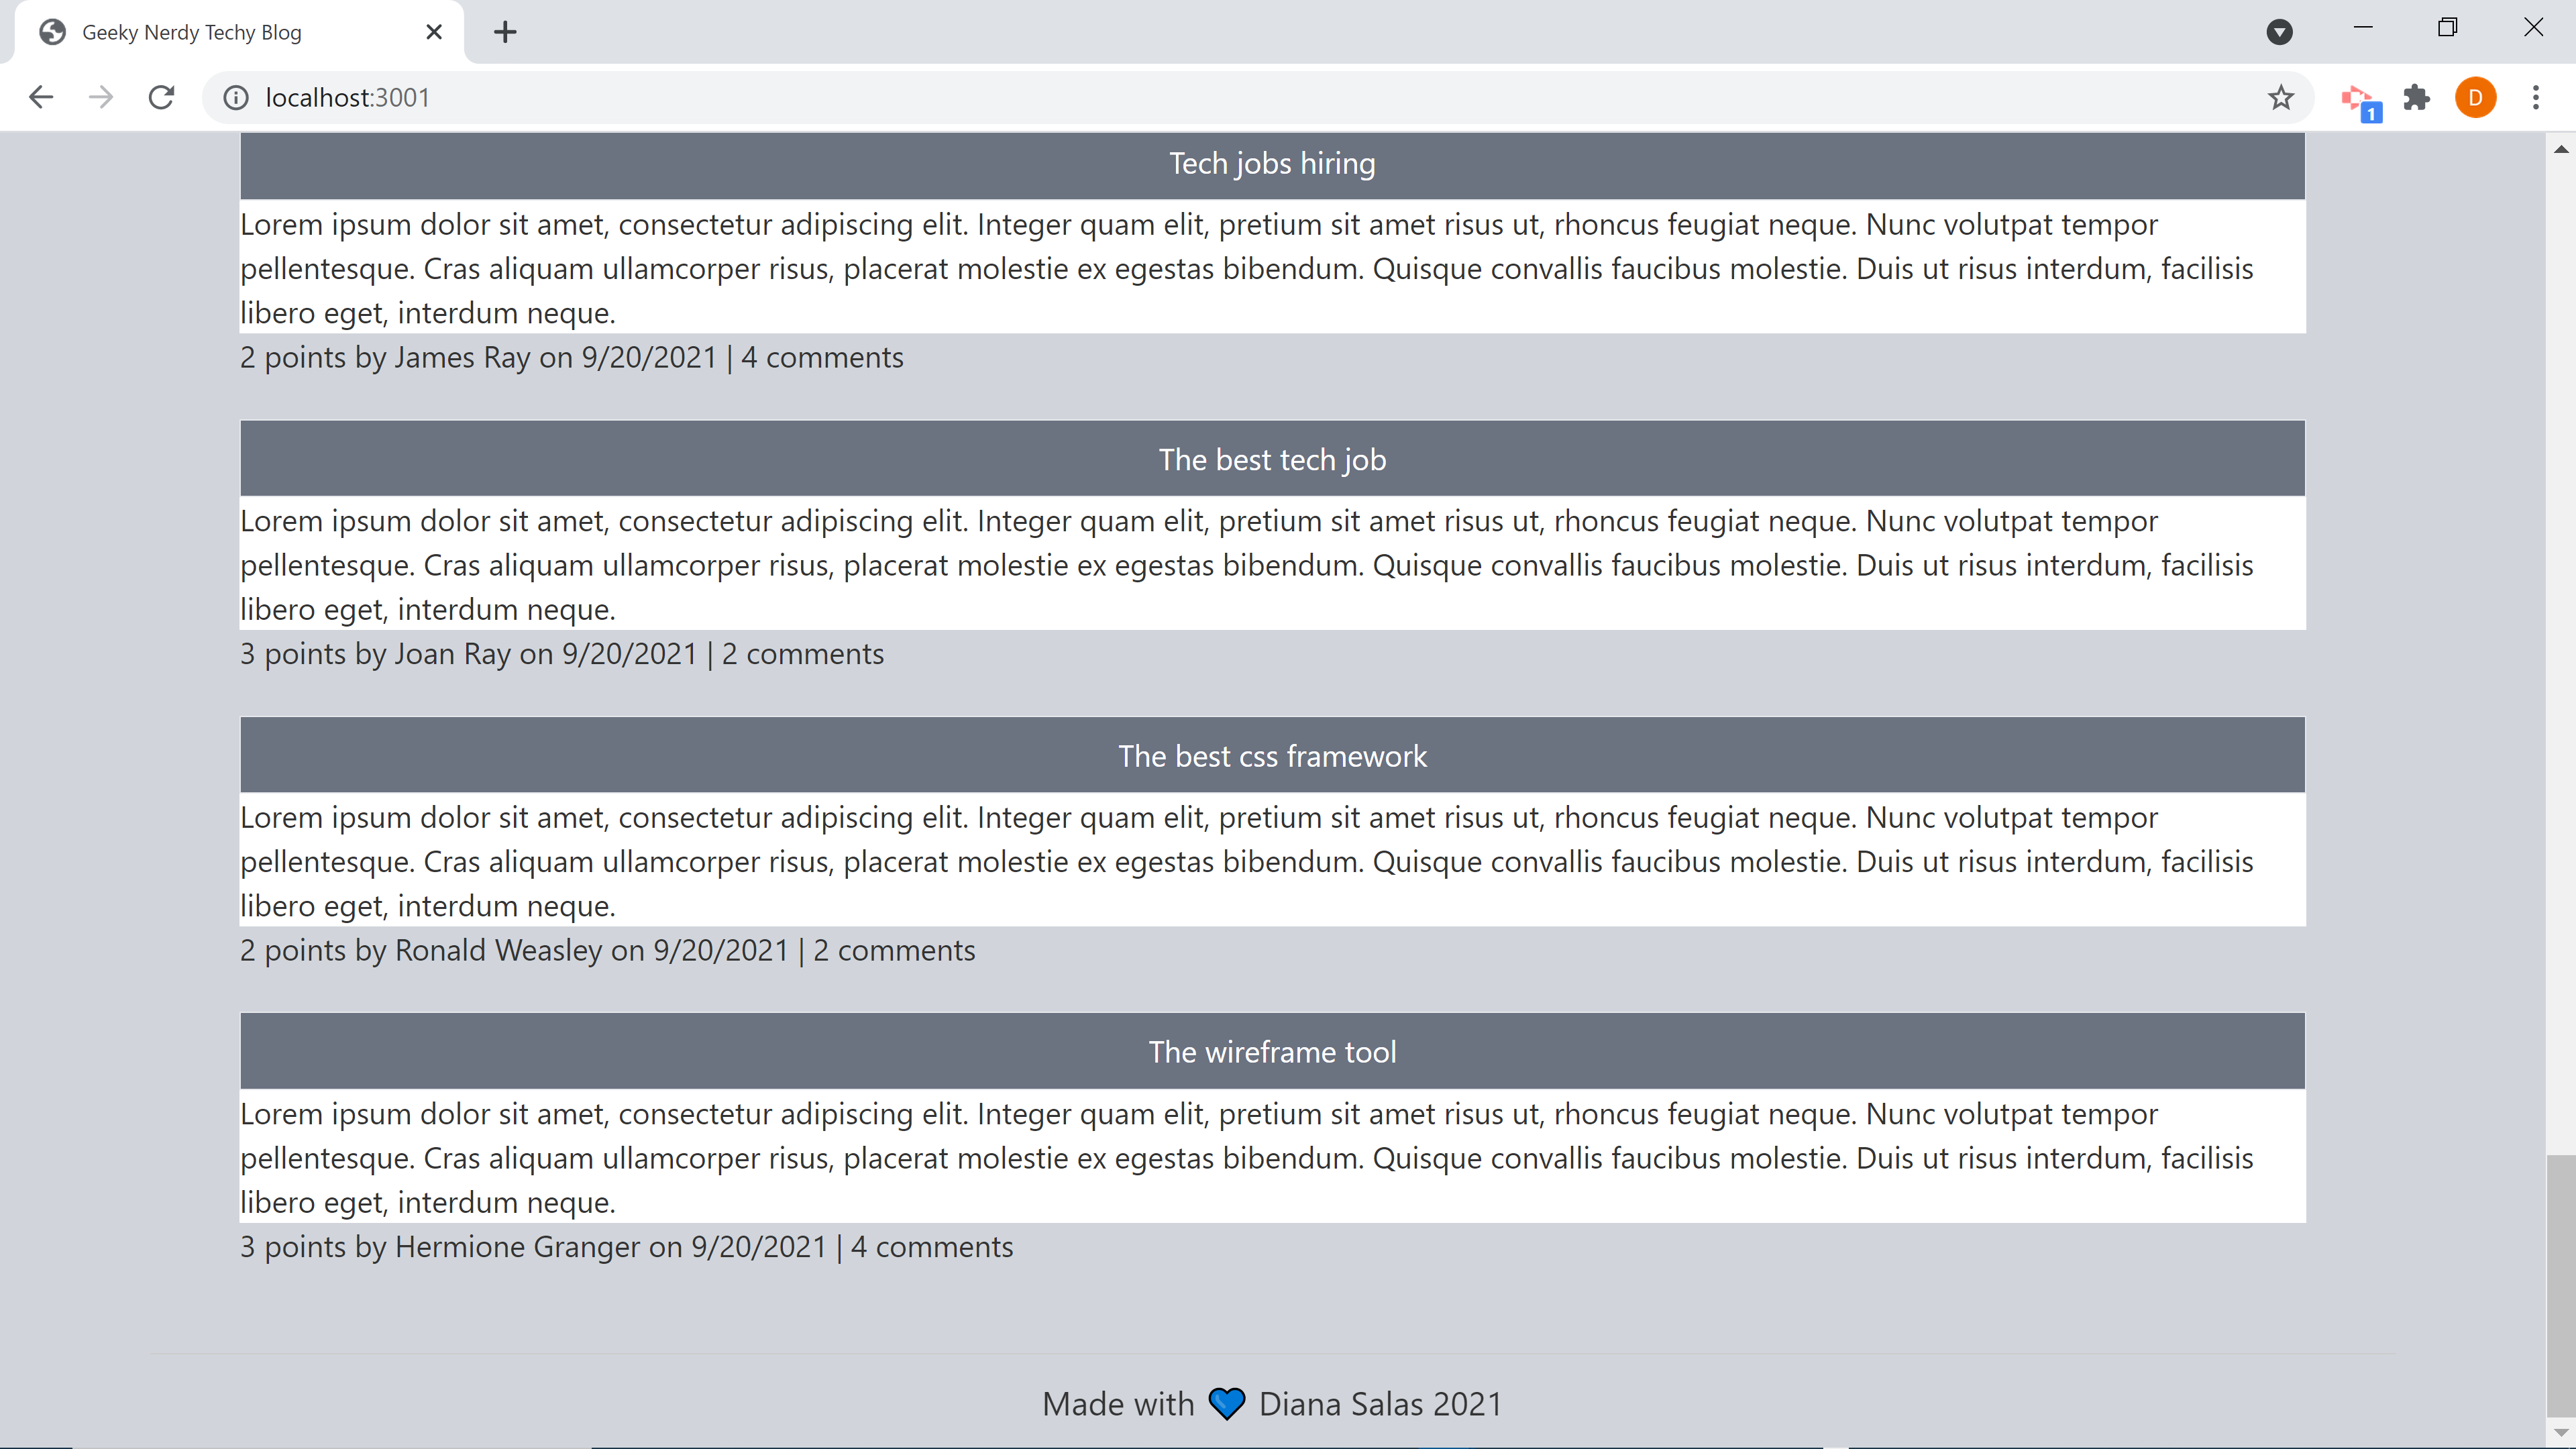 Geeky Nerdy Techy Blog
localhost:3001
D
1
Tech jobs hiring
Lorem ipsum dolor sit amet, consectetur adipiscing elit. Integer quam elit, pretium sit amet risus ut, rhoncus feugiat neque. Nunc volutpat tempor
pellentesque. Cras aliquam ullamcorper risus, placerat molestie ex egestas bibendum. Quisque convallis faucibus molestie. Duis ut risus interdum, facilisis
libero eget, interdum neque.
2 points by James Ray on 9/20/2021 | 4 comments
The best tech job
Lorem ipsum dolor sit amet, consectetur adipiscing elit. Integer quam elit, pretium sit amet risus ut, rhoncus feugiat neque. Nunc volutpat tempor
pellentesque. Cras aliquam ullamcorper risus, placerat molestie ex egestas bibendum. Quisque convallis faucibus molestie. Duis ut risus interdum, facilisis
libero eget, interdum neque.
3 points by Joan Ray on 9/20/2021 | 2 comments
The best css framework
Lorem ipsum dolor sit amet, consectetur adipiscing elit. Integer quam elit, pretium sit amet risus ut, rhoncus feugiat neque. Nunc volutpat tempor
pellentesque. Cras aliquam ullamcorper risus, placerat molestie ex egestas bibendum. Quisque convallis faucibus molestie. Duis ut risus interdum, facilisis
libero eget, interdum neque.
2 points by Ronald Weasley on 9/20/2021 | 2 comments
The wireframe tool
Lorem ipsum dolor sit amet, consectetur adipiscing elit. Integer quam elit, pretium sit amet risus ut, rhoncus feugiat neque. Nunc volutpat tempor
pellentesque. Cras aliquam ullamcorper risus, placerat molestie ex egestas bibendum. Quisque convallis faucibus molestie. Duis ut risus interdum, facilisis
libero eget, interdum neque.
3 points by Hermione Granger on 9/20/2021 | 4 comments
Made with 💙 Diana Salas 2021